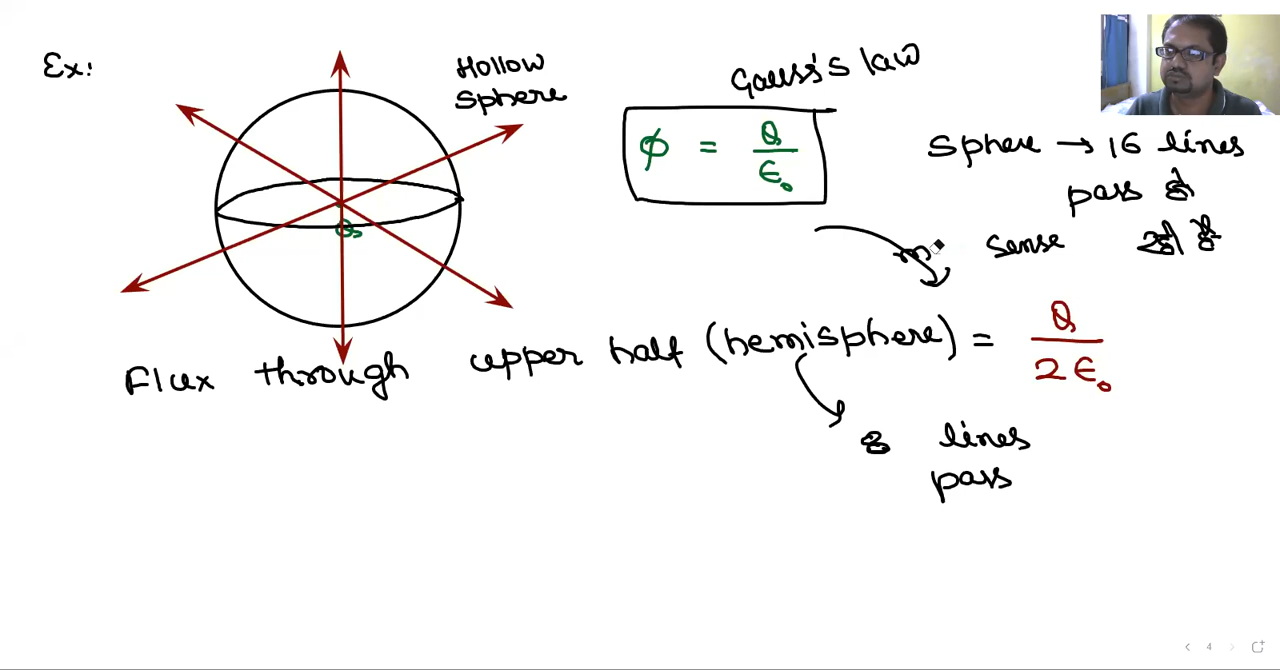 Ex:
Hollow
Sphere
Gauss's law
ϕ = Q / ε₀
Sphere → 16 lines
pass
sense
Q
Flux through upper half (hemisphere) = Q / 2ε₀
8 lines
pass
4